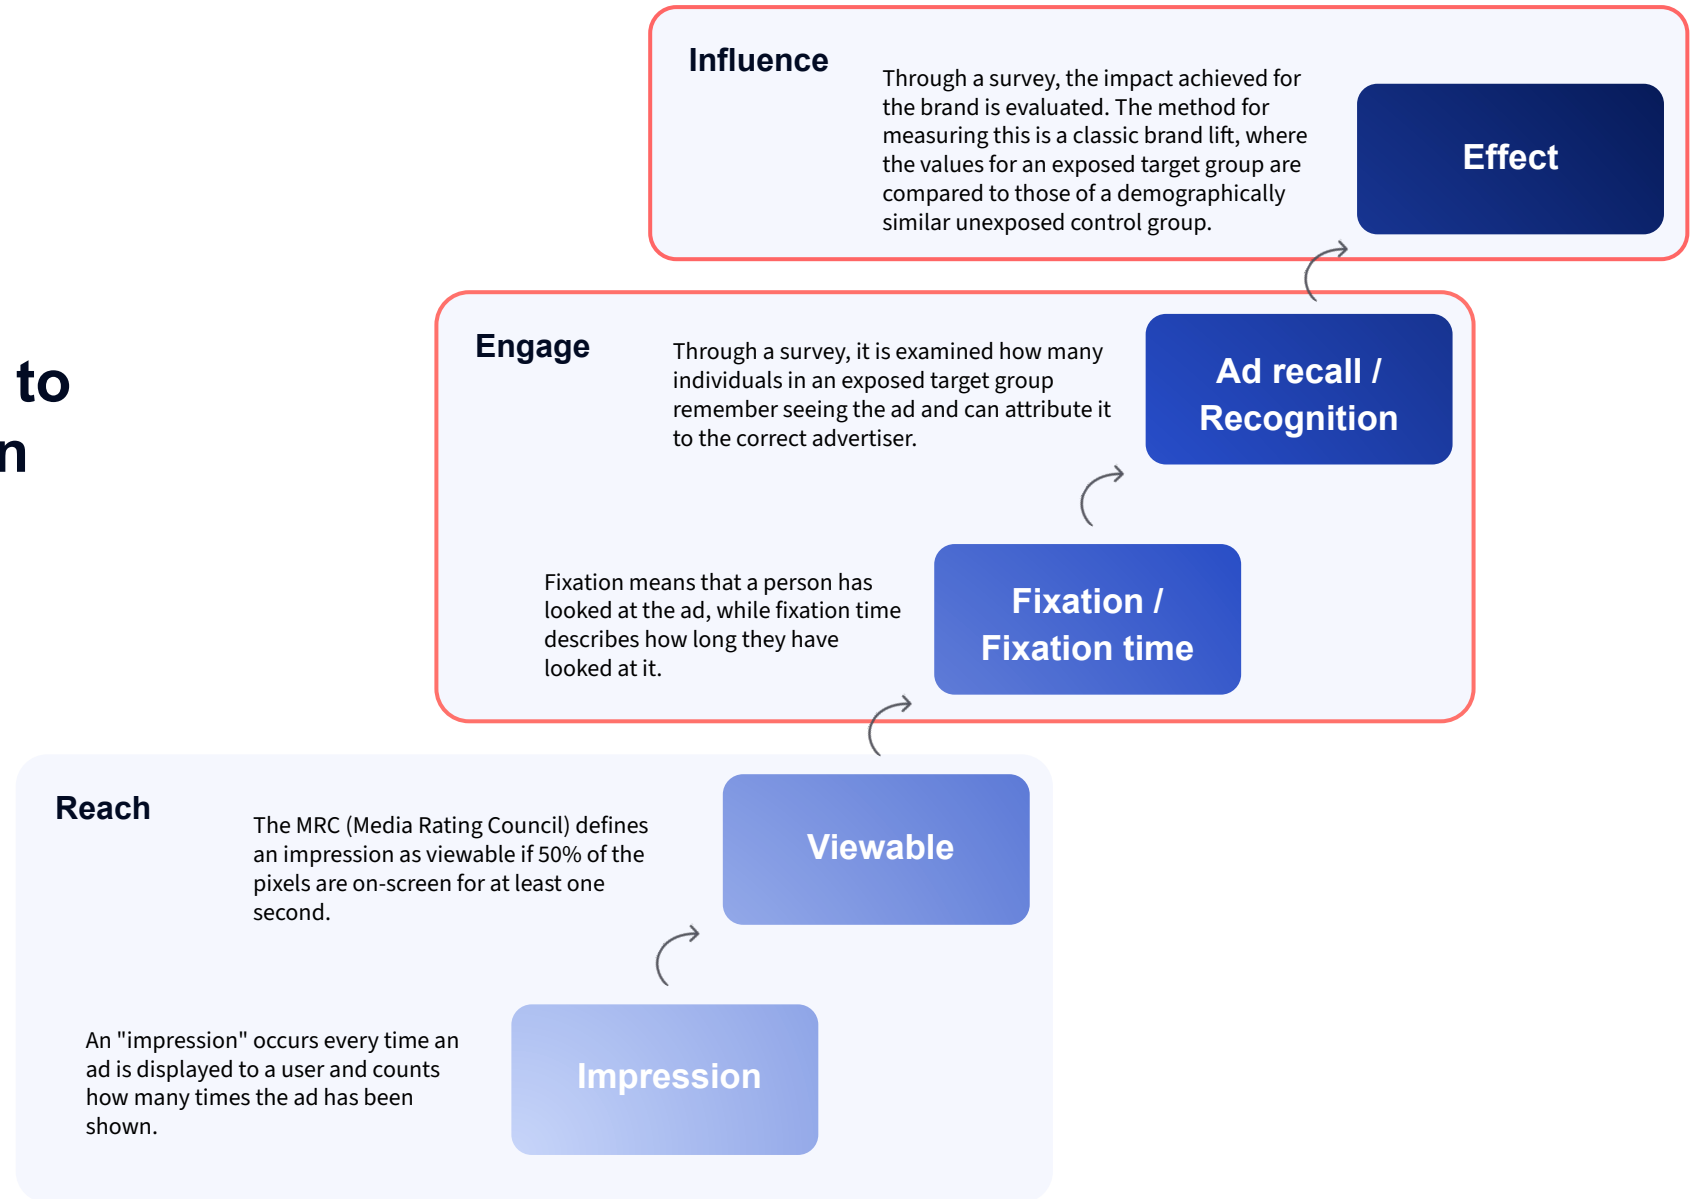 Influence
Through a survey, the impact achieved for
the brand is evaluated. The method for
measuring this is a classic brand lift, where
the values for an exposed target group are
compared to those of a demographically
similar unexposed control group.
Effect
to
n
Engage
Through a survey, it is examined how many
individuals in an exposed target group
remember seeing the ad and can attribute it
to the correct advertiser.
Ad recall /
Recognition
Fixation means that a person has
looked at the ad, while fixation time
describes how long they have
looked at it.
Fixation /
Fixation time
Reach
The MRC (Media Rating Council) defines
an impression as viewable if 50% of the
pixels are on-screen for at least one
second.
Viewable
An "impression" occurs every time an
ad is displayed to a user and counts
how many times the ad has been
shown.
Impression